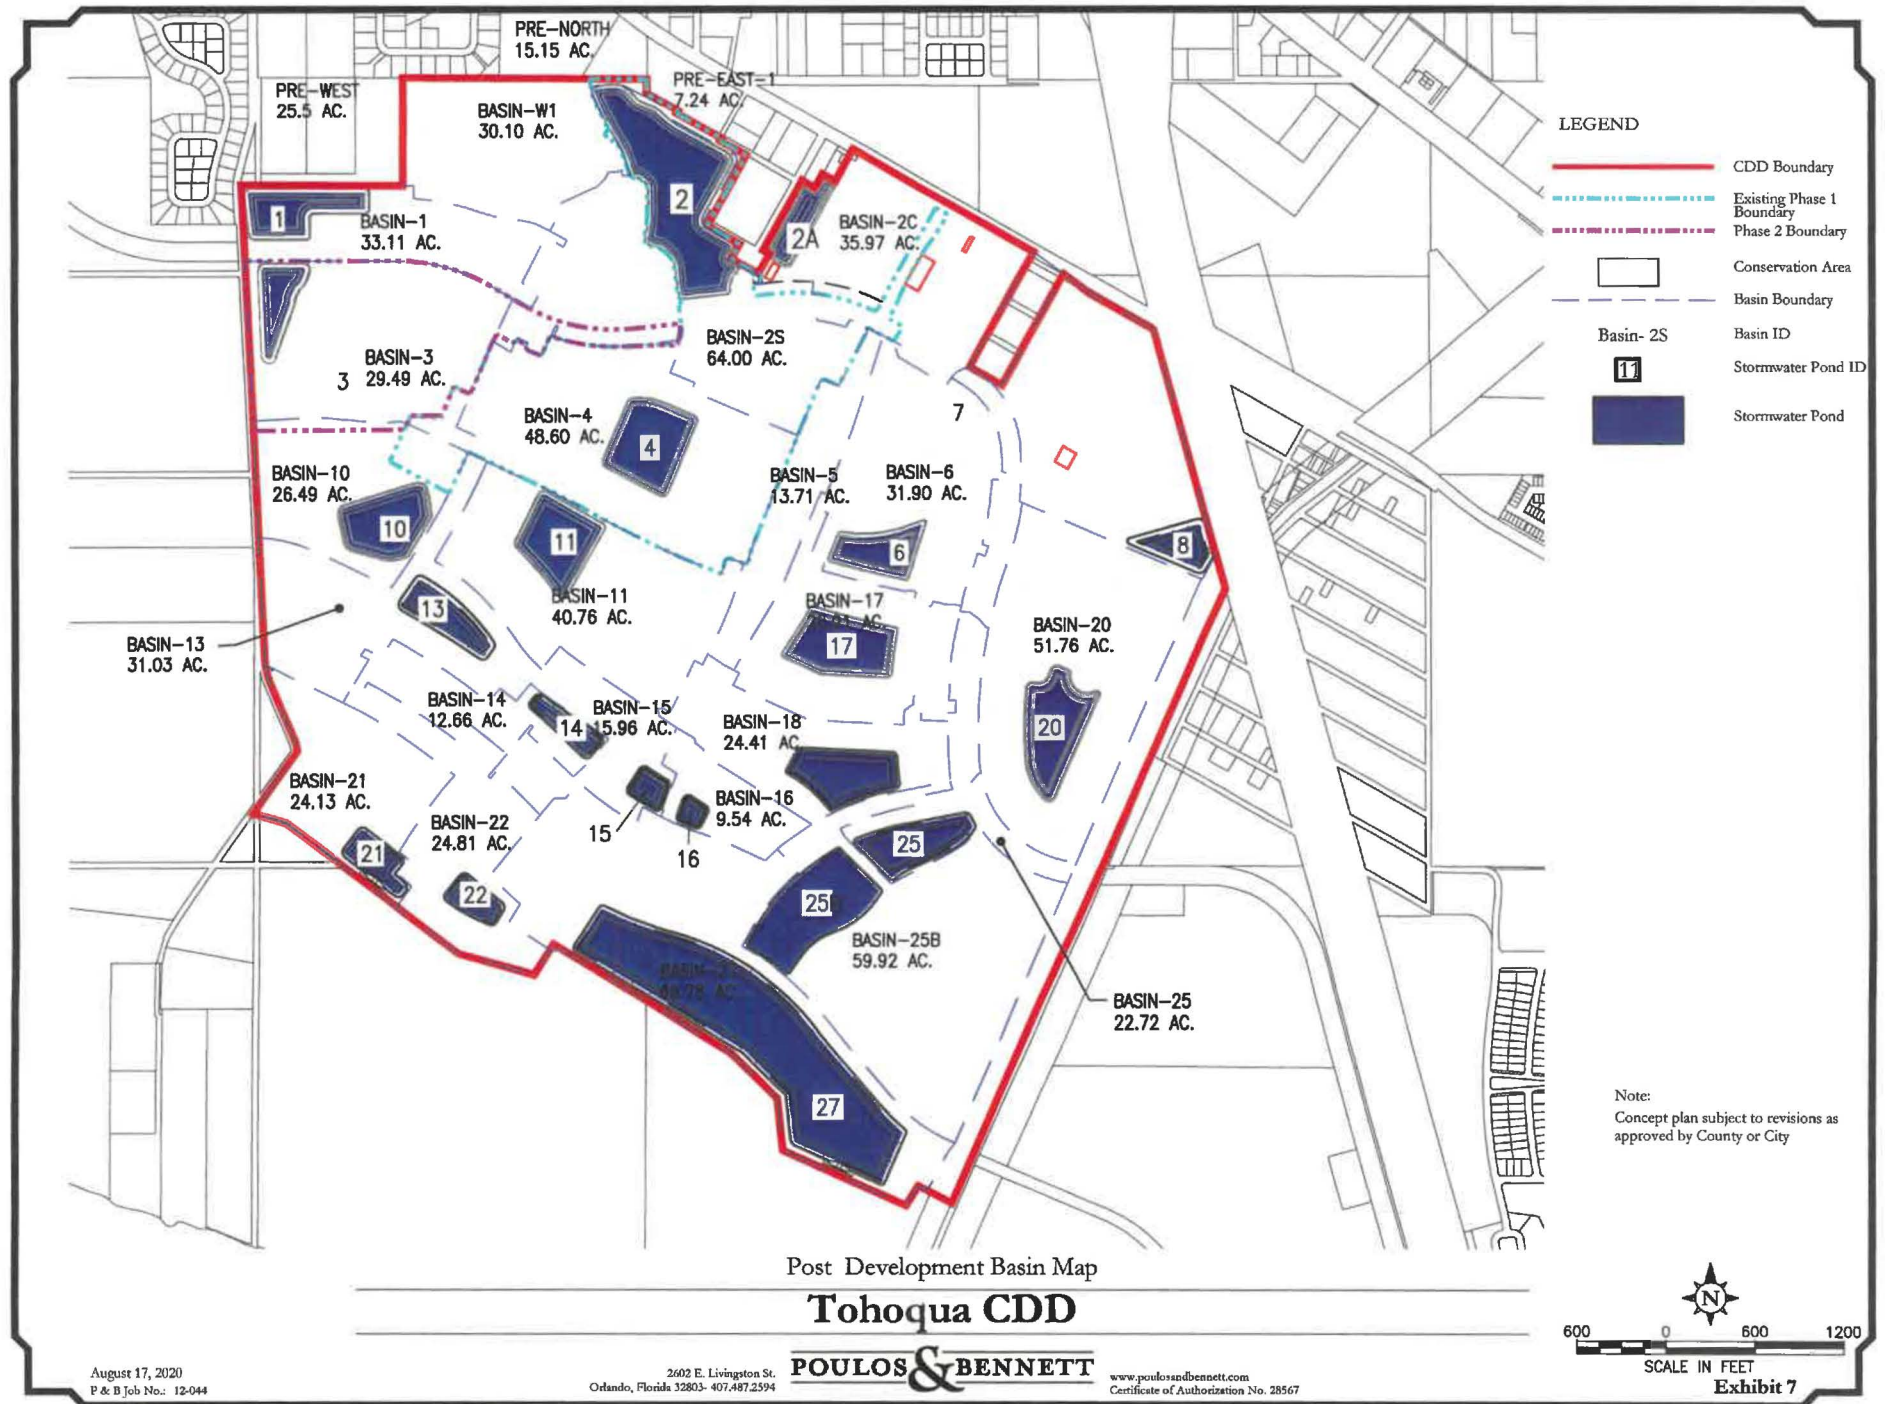 PRE-NORTH
15.15 AC.
PRE-WEST
25.5 AC.
BASIN-W1
30.10 AC.
PRE-EAST-1
7.24 AC.
1
BASIN-1
33.11 AC.
2
2A
BASIN-2C
35.97 AC.
BASIN-2S
64.00 AC.
3
BASIN-3
29.49 AC.
BASIN-4
48.60 AC.
4
7
BASIN-10
26.49 AC.
BASIN-5
13.71 AC.
BASIN-6
31.90 AC.
10
11
6
8
13
BASIN-11
40.76 AC.
BASIN-17
AC.
17
BASIN-13
31.03 AC.
BASIN-20
51.76 AC.
20
BASIN-14
12.66 AC.
14
BASIN-15
15.96 AC.
BASIN-18
24.41 AC.
BASIN-21
24.13 AC.
BASIN-22
24.81 AC.
15
BASIN-16
9.54 AC.
16
21
22
25
25B
BASIN-25B
59.92 AC.
BASIN-25
22.72 AC.
27
LEGEND
CDD Boundary
Existing Phase 1
Boundary
Phase 2 Boundary
Conservation Area
Basin Boundary
Basin- 2S
Basin ID
11
Stormwater Pond ID
Stormwater Pond
Note:
Concept plan subject to revisions as
approved by County or City
Post Development Basin Map
Tohoqua CDD
August 17, 2020
P & B Job No.: 12-044
2602 E. Livingston St.
Orlando, Florida 32803- 407.487.2594
POULOS & BENNETT
www.poulosandbennett.com
Certificate of Authorization No. 28567
N
600 0 600 1200
SCALE IN FEET
Exhibit 7